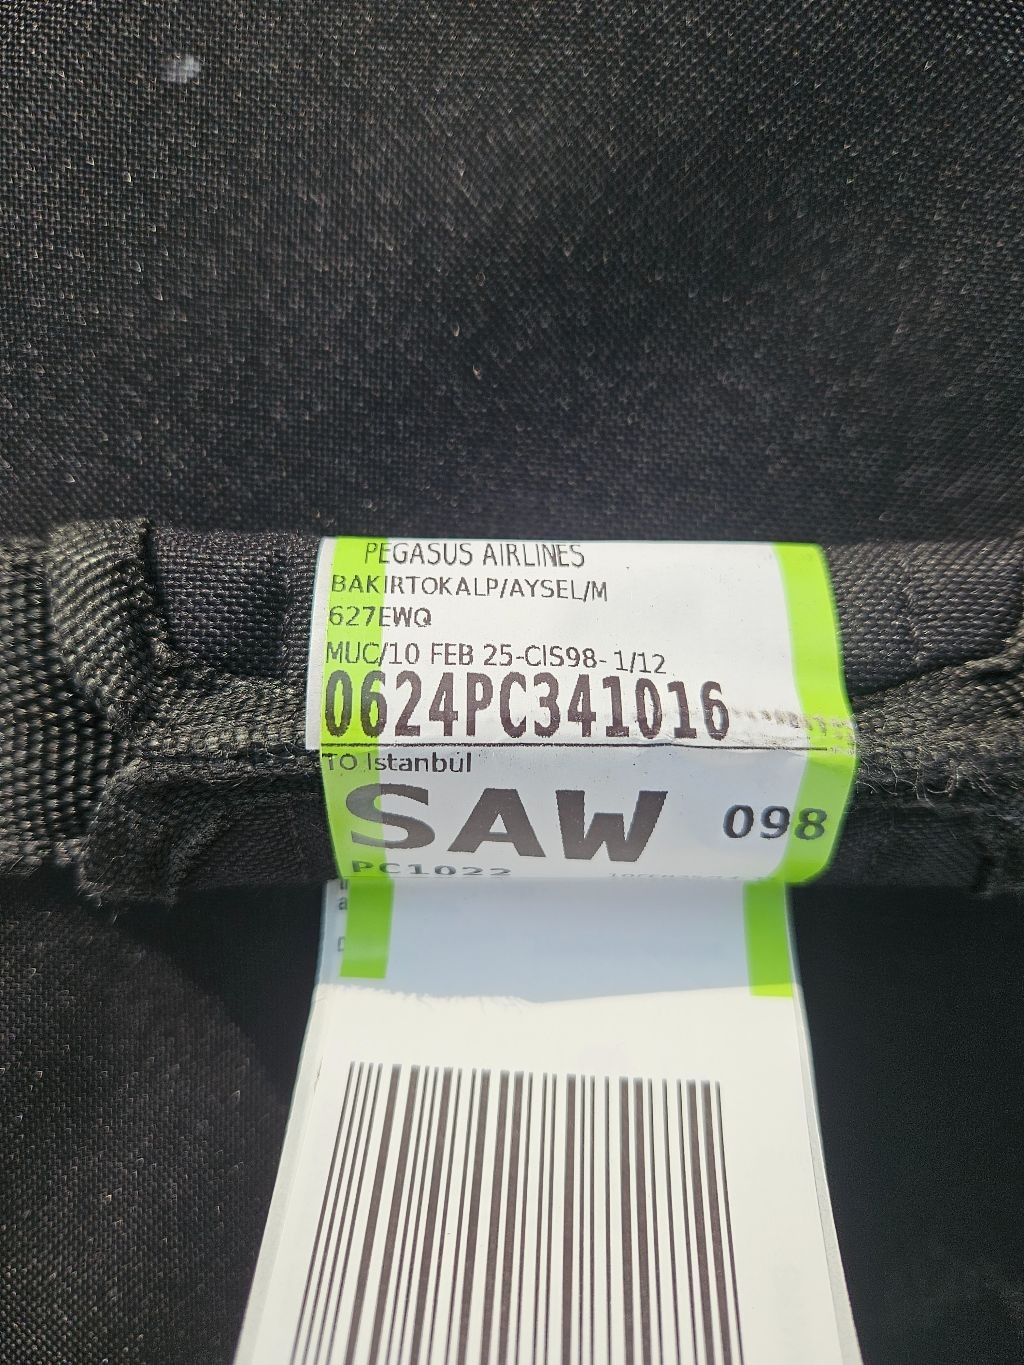 PEGASUS AIRLINES
BAKIRTOKALP/AYSEL/M
627EWQ
MUC/10 FEB 25-CIS98- 1/12
0624PC341016
TO Istanbul
SAW 098
PC1022